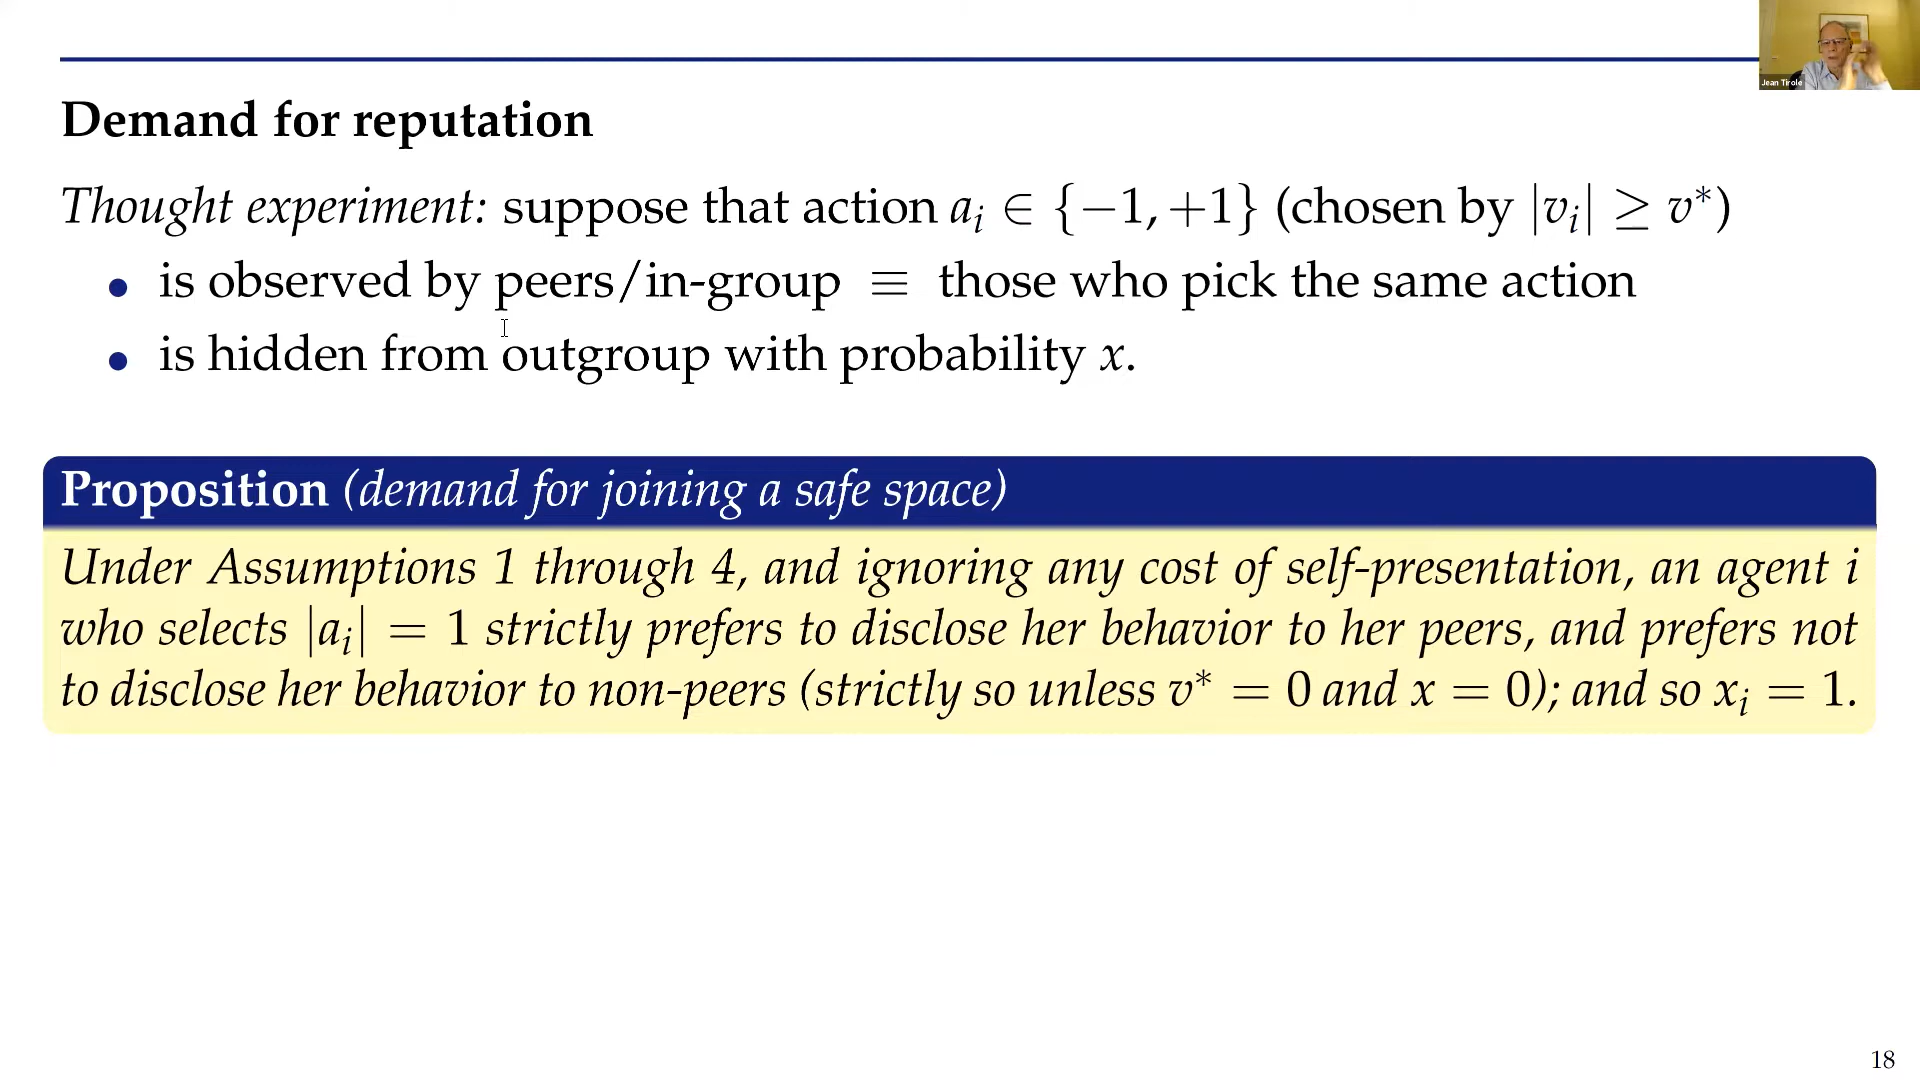 Jean Tirole
Demand for reputation
Thought experiment: suppose that action aᵢ ∈ {−1, +1} (chosen by |vᵢ| ≥ v*)
• is observed by peers/in-group ≡ those who pick the same action
• is hidden from outgroup with probability x.
Proposition (demand for joining a safe space)
Under Assumptions 1 through 4, and ignoring any cost of self-presentation, an agent i
who selects |aᵢ| = 1 strictly prefers to disclose her behavior to her peers, and prefers not
to disclose her behavior to non-peers (strictly so unless v* = 0 and x = 0); and so xᵢ = 1.
18